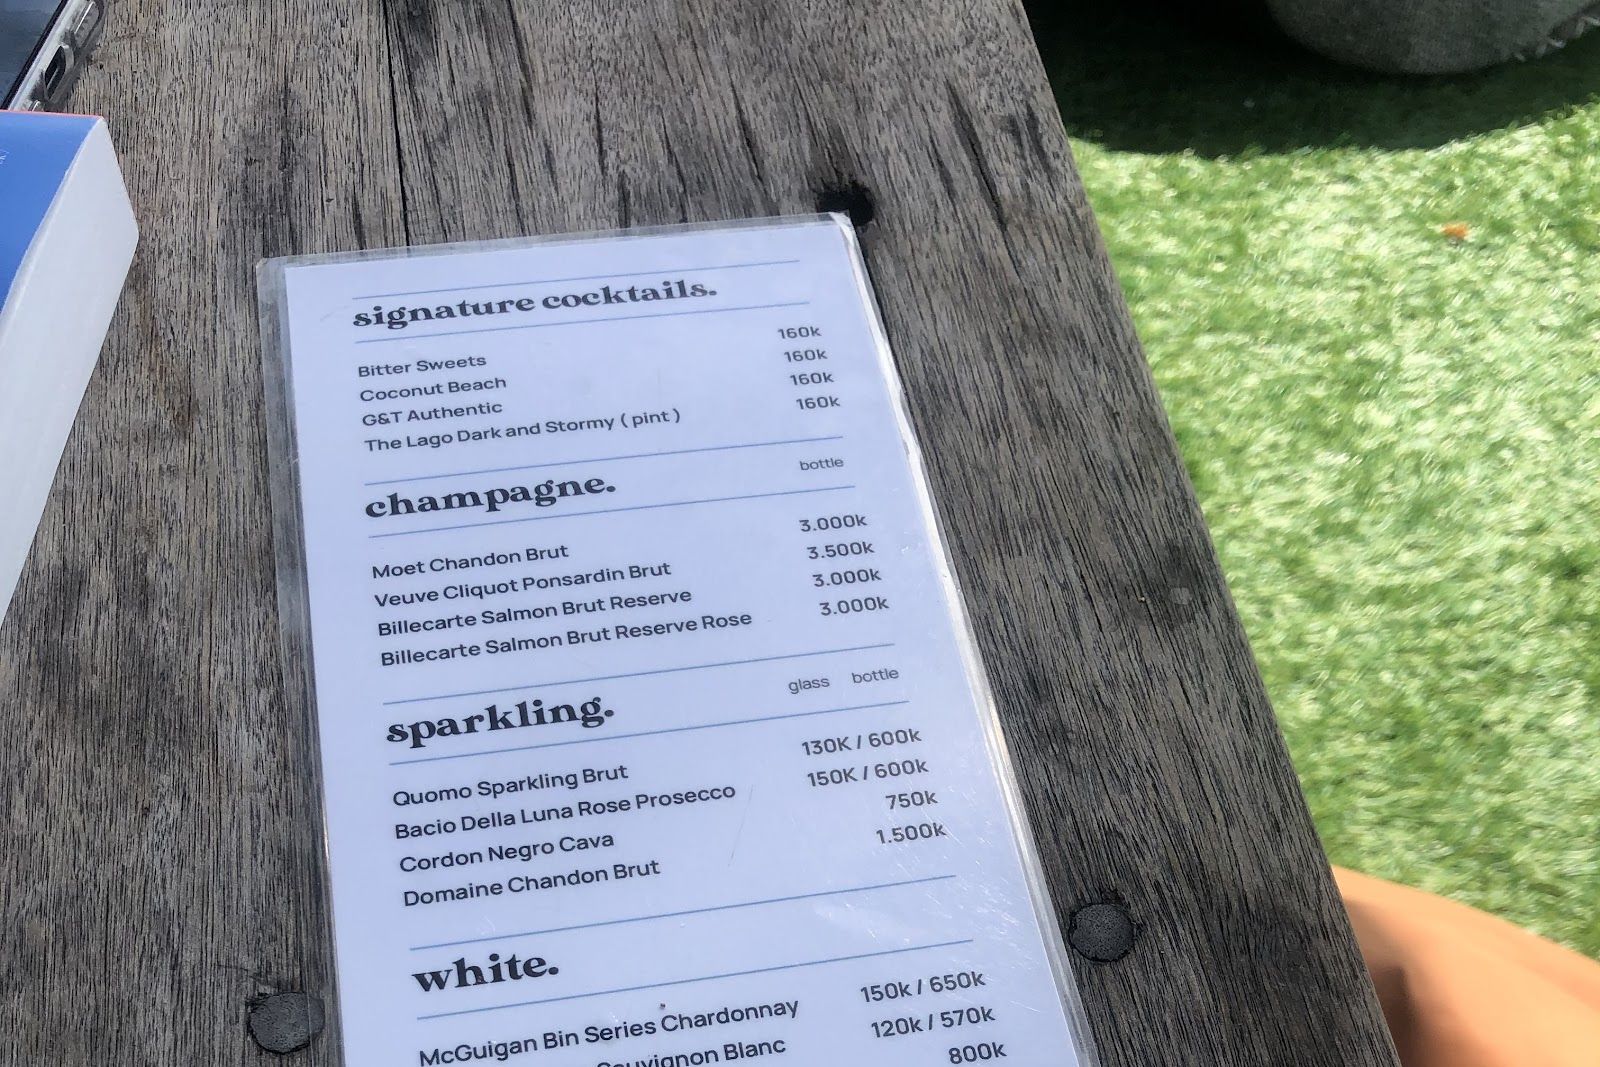 signature cocktails.
Bitter Sweets 160k
Coconut Beach 160k
G&T Authentic 160k
The Lago Dark and Stormy ( pint ) 160k
champagne. bottle
Moet Chandon Brut 3.000k
Veuve Cliquot Ponsardin Brut 3.500k
Billecarte Salmon Brut Reserve 3.000k
Billecarte Salmon Brut Reserve Rose 3.000k
sparkling. glass bottle
Quomo Sparkling Brut 130K / 600k
Bacio Della Luna Rose Prosecco 150K / 600k
Cordon Negro Cava 750k
Domaine Chandon Brut 1.500k
white.
McGuigan Bin Series Chardonnay 150k / 650k
Sauvignon Blanc 120k / 570k
800k